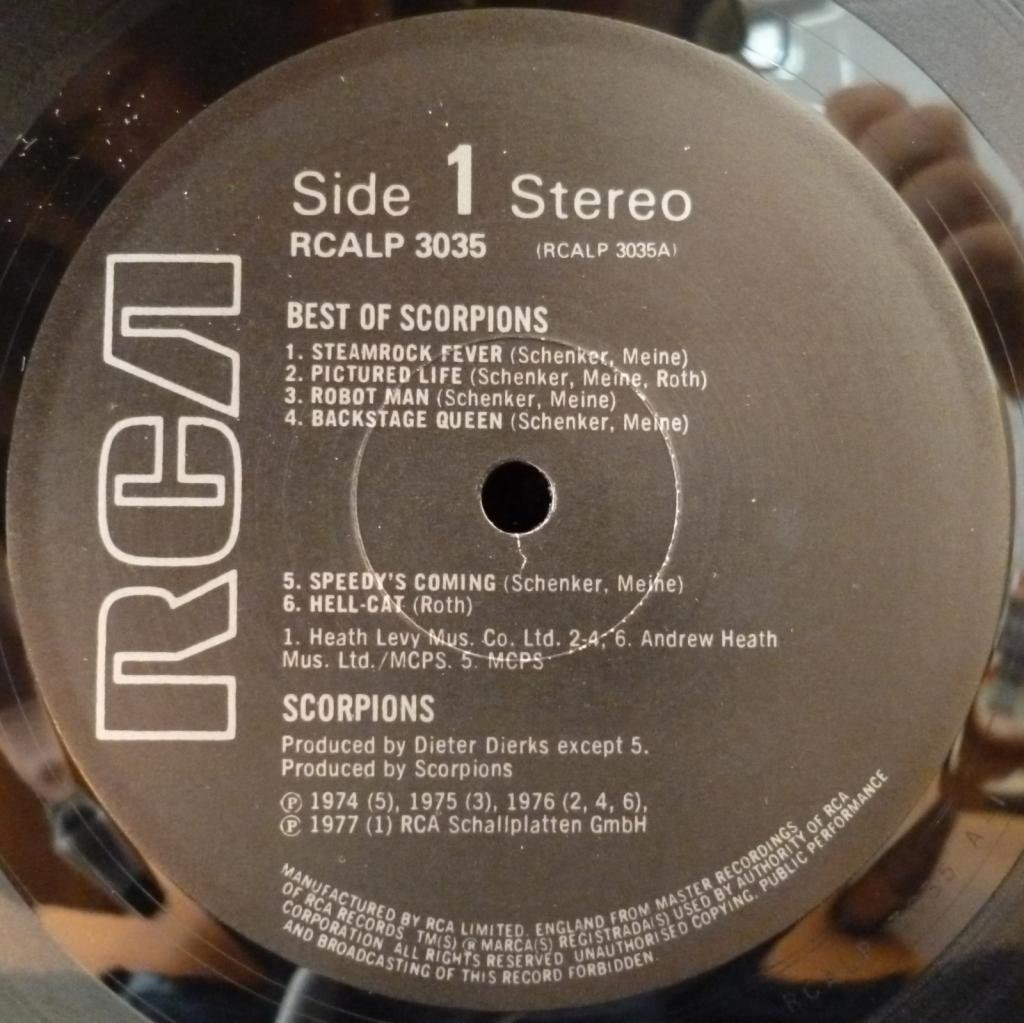 Side 1 Stereo
RCALP 3035 (RCALP 3035A)
RCA
BEST OF SCORPIONS
1. STEAMROCK FEVER (Schenker, Meine)
2. PICTURED LIFE (Schenker, Meine, Roth)
3. ROBOT MAN (Schenker, Meine)
4. BACKSTAGE QUEEN (Schenker, Meine)
5. SPEEDY'S COMING (Schenker, Meine)
6. HELL-CAT (Roth)
1. Heath Levy Mus. Co. Ltd. 2-4, 6. Andrew Heath
Mus. Ltd./MCPS. 5. MCPS
SCORPIONS
Produced by Dieter Dierks except 5.
Produced by Scorpions
℗ 1974 (5), 1975 (3), 1976 (2, 4, 6),
℗ 1977 (1) RCA Schallplatten GmbH
MANUFACTURED BY RCA LIMITED, ENGLAND FROM MASTER RECORDINGS
OF RCA RECORDS. TM(S) ® MARCA(S) REGISTRADA(S) USED BY AUTHORITY OF RCA
CORPORATION. ALL RIGHTS RESERVED. UNAUTHORISED COPYING, PUBLIC PERFORMANCE
AND BROADCASTING OF THIS RECORD FORBIDDEN.